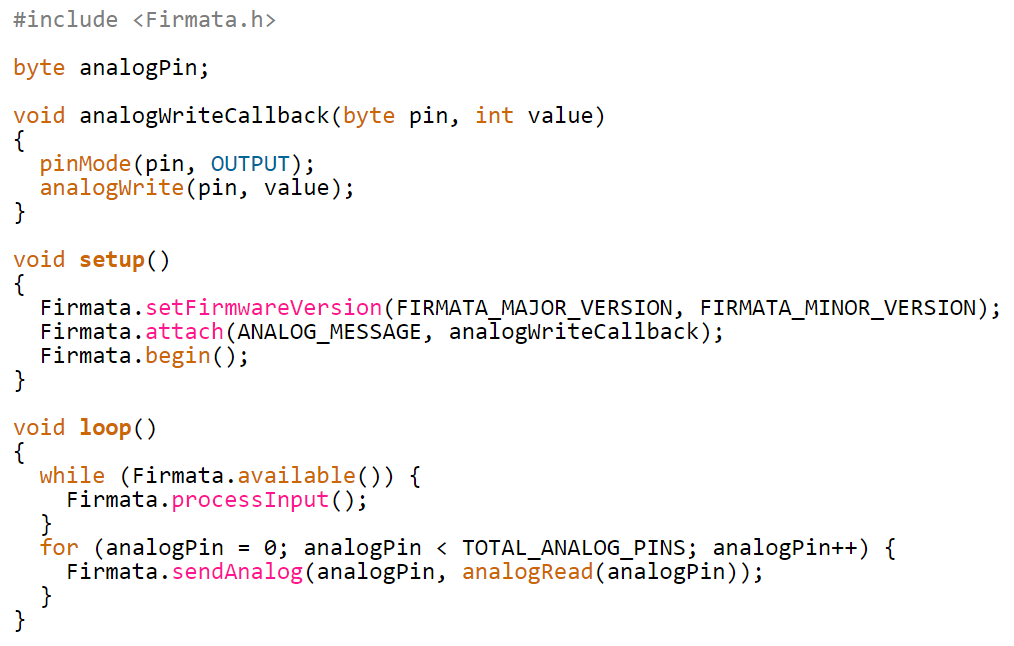 #include <Firmata.h>

byte analogPin;

void analogWriteCallback(byte pin, int value)
{
  pinMode(pin, OUTPUT);
  analogWrite(pin, value);
}

void setup()
{
  Firmata.setFirmwareVersion(FIRMATA_MAJOR_VERSION, FIRMATA_MINOR_VERSION);
  Firmata.attach(ANALOG_MESSAGE, analogWriteCallback);
  Firmata.begin();
}

void loop()
{
  while (Firmata.available()) {
    Firmata.processInput();
  }
  for (analogPin = 0; analogPin < TOTAL_ANALOG_PINS; analogPin++) {
    Firmata.sendAnalog(analogPin, analogRead(analogPin));
  }
}